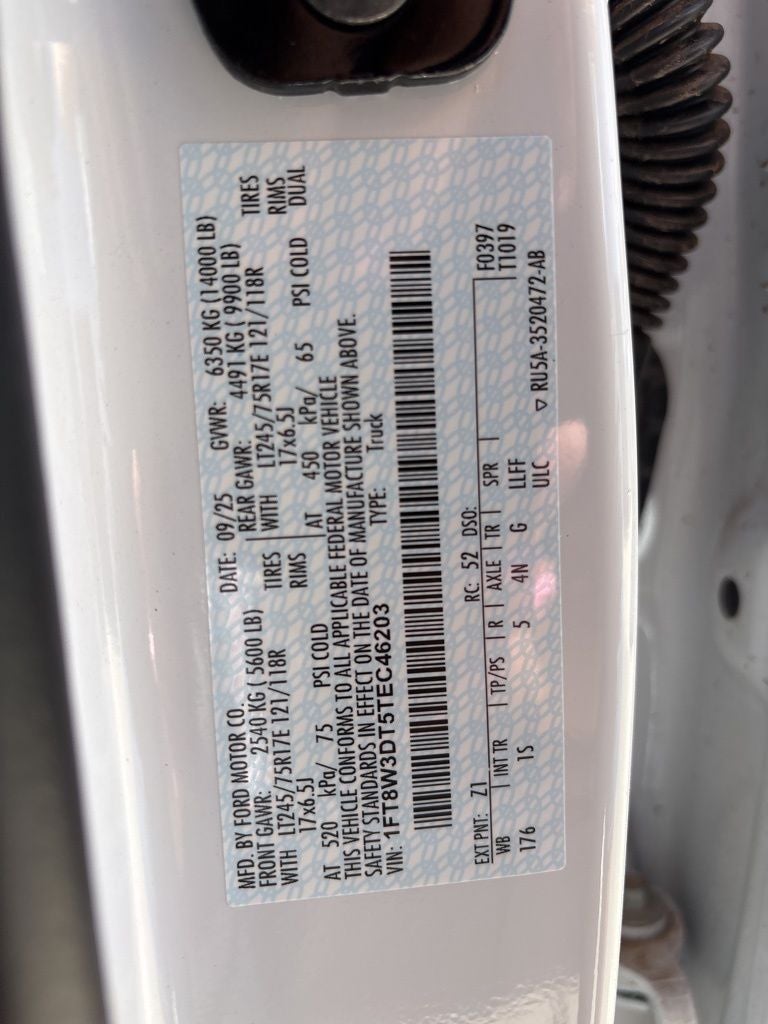 MFD. BY FORD MOTOR CO.
DATE: 09/25 GVWR: 6350 KG (14000 LB)
FRONT GAWR: 2540 KG ( 5600 LB) REAR GAWR: 4491 KG ( 9900 LB)
WITH LT245/75R17E 121/118R TIRES WITH LT245/75R17E 121/118R TIRES
17x6.5J RIMS 17x6.5J RIMS
AT 520 kPa/ 75 PSI COLD AT 450 kPa/ 65 PSI COLD DUAL
THIS VEHICLE CONFORMS TO ALL APPLICABLE FEDERAL MOTOR VEHICLE
SAFETY STANDARDS IN EFFECT ON THE DATE OF MANUFACTURE SHOWN ABOVE.
VIN: 1FT8W3DT5TEC46203 TYPE: Truck
EXT PNT: Z1 RC: 52 DSO: F0397
WB INT TR TP/PS R AXLE TR SPR T1019
176 1S 5 4N G LLFF
ULC ▽ RU5A-3520472-AB